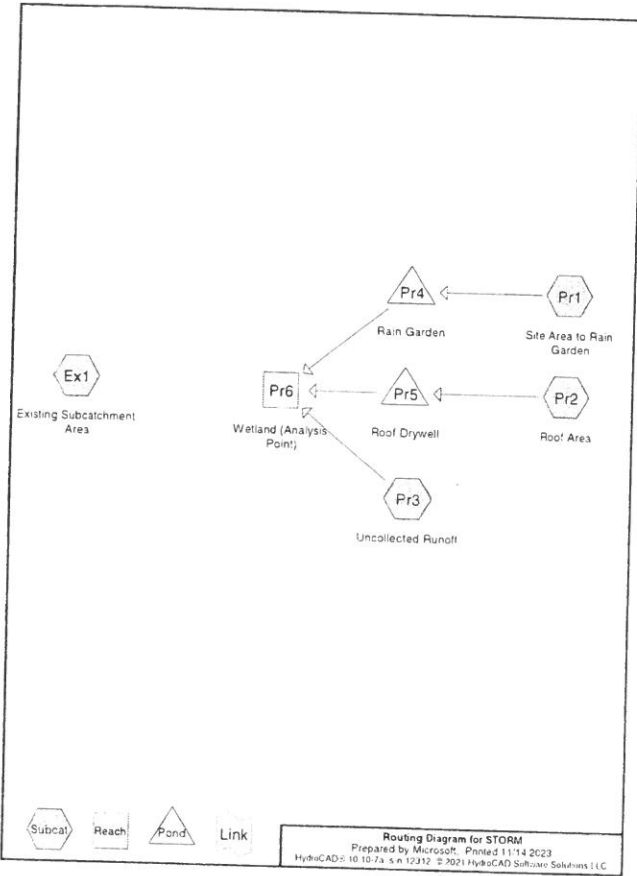 Pr4
Pr1
Rain Garden
Site Area to Rain
Garden
Ex1
Existing Subcatchment
Area
Pr6
Wetland (Analysis
Point)
Pr5
Roof Drywell
Pr2
Roof Area
Pr3
Uncollected Runoff
Subcat
Reach
Pond
Link
Routing Diagram for STORM
Prepared by Microsoft, Printed 11/14/2023
HydroCAD® 10.10-7a s/n 12312 © 2021 HydroCAD Software Solutions LLC